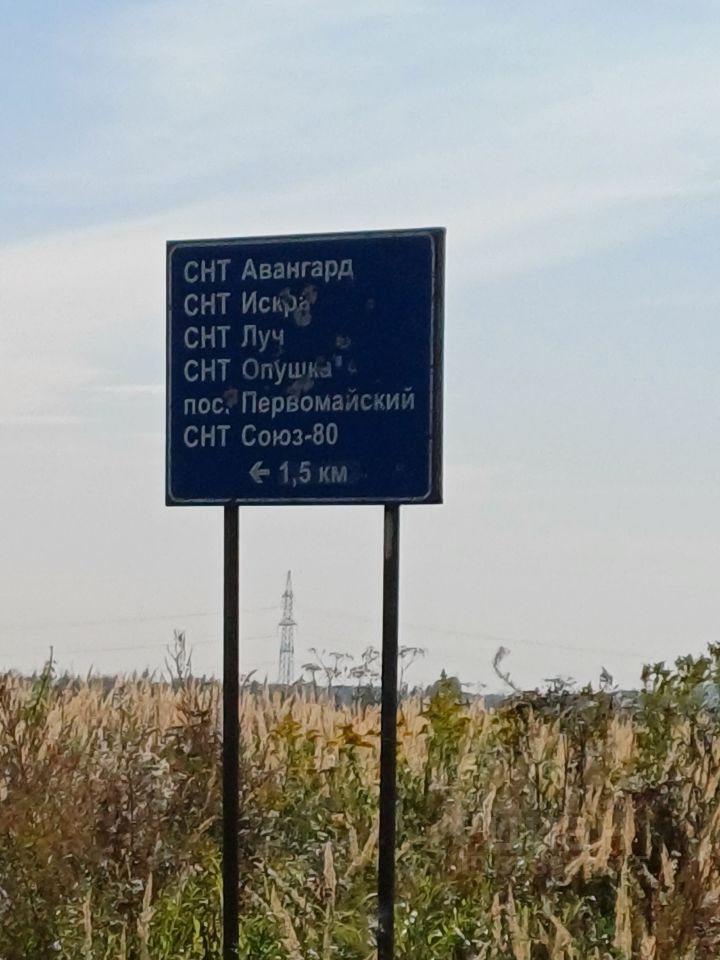 СНТ Авангард
СНТ Искра
СНТ Луч
СНТ Опушка
пос. Первомайский
СНТ Союз-80
← 1,5 км